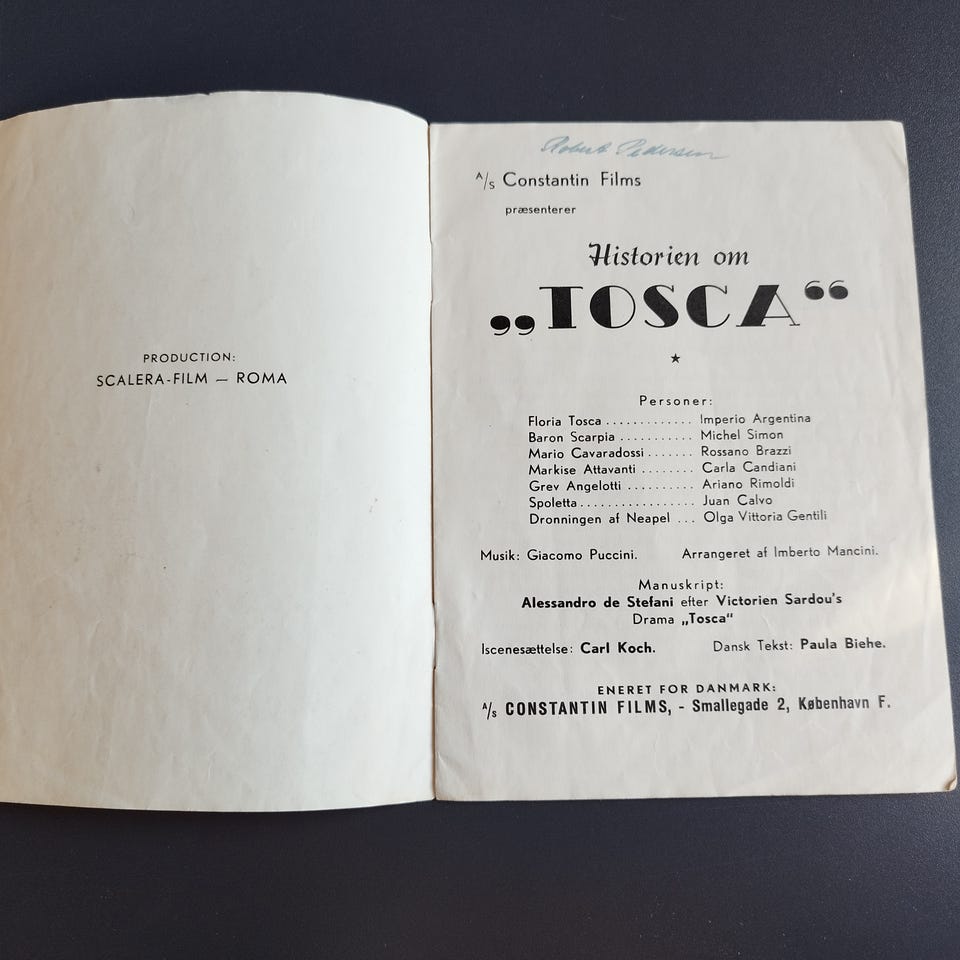 PRODUCTION:
SCALERA-FILM — ROMA
Robert Pedersen
A/s Constantin Films
præsenterer
Historien om
„TOSCA“
★
Personer:
Floria Tosca ............. Imperio Argentina
Baron Scarpia ........... Michel Simon
Mario Cavaradossi ....... Rossano Brazzi
Markise Attavanti ........ Carla Candiani
Grev Angelotti .......... Ariano Rimoldi
Spoletta ................. Juan Calvo
Dronningen af Neapel ... Olga Vittoria Gentili
Musik: Giacomo Puccini. Arrangeret af Imberto Mancini.
Manuskript:
Alessandro de Stefani efter Victorien Sardou's
Drama „Tosca“
Iscenesættelse: Carl Koch. Dansk Tekst: Paula Biehe.
ENERET FOR DANMARK:
A/s CONSTANTIN FILMS, - Smallegade 2, København F.